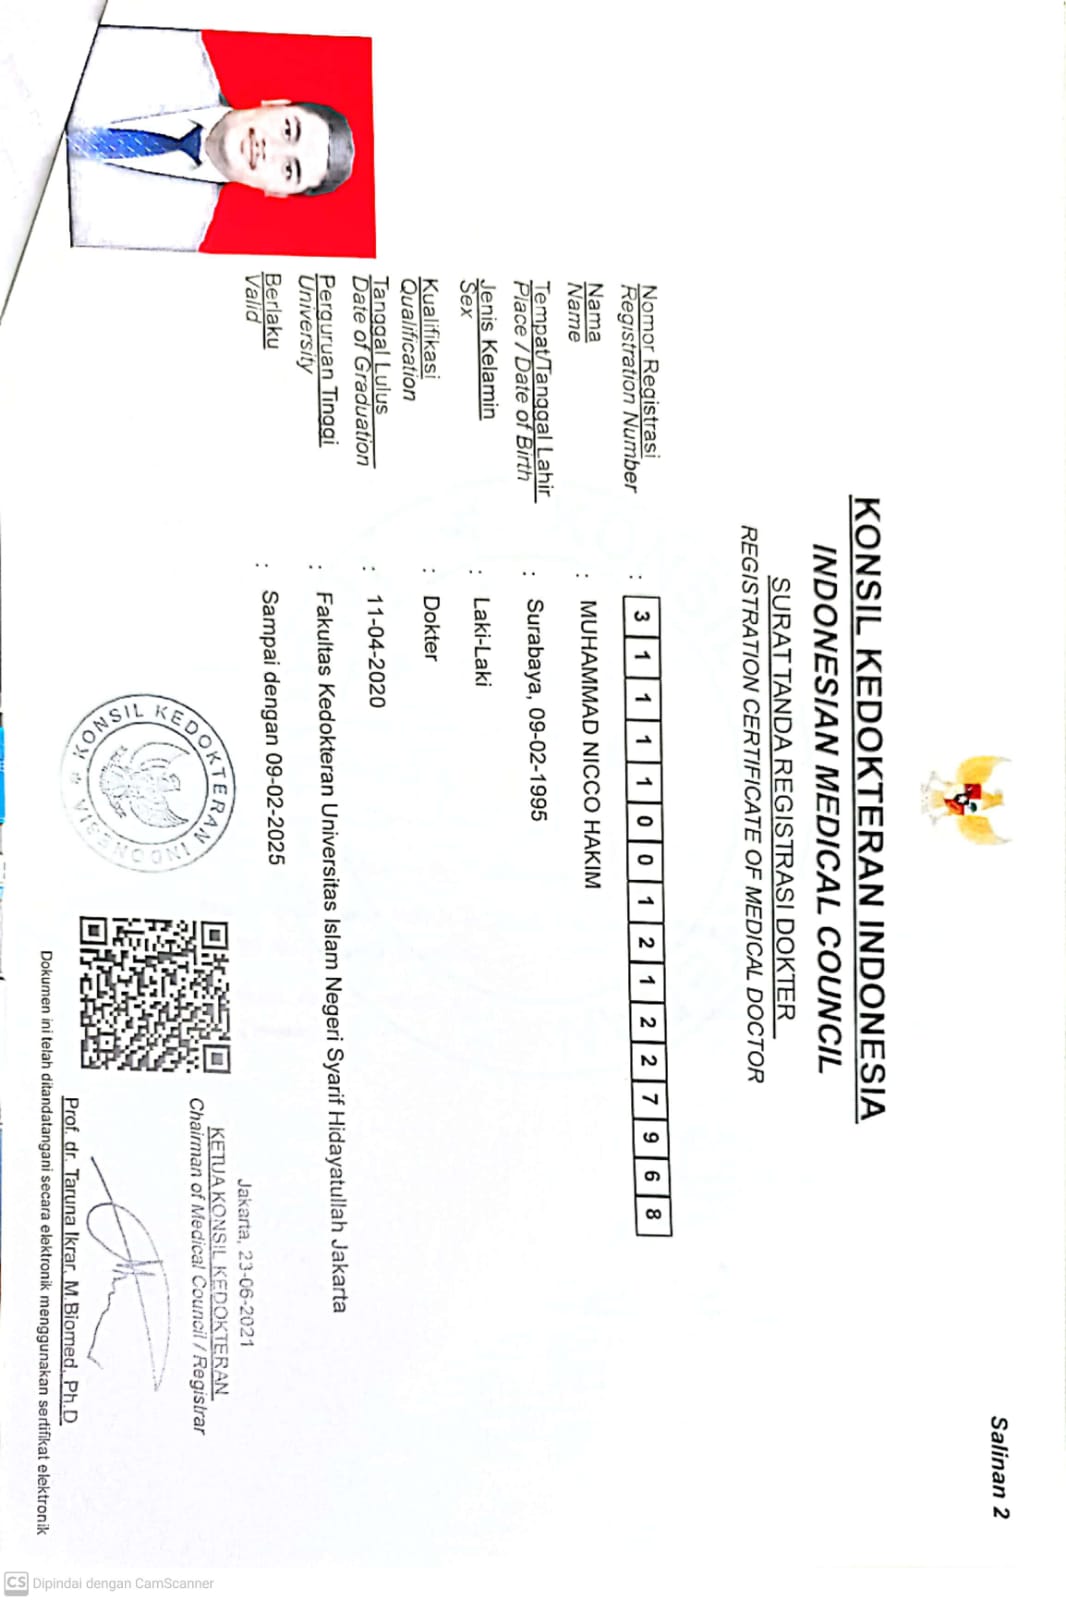 Salinan 2
KONSIL KEDOKTERAN INDONESIA
INDONESIAN MEDICAL COUNCIL
SURAT TANDA REGISTRASI DOKTER
REGISTRATION CERTIFICATE OF MEDICAL DOCTOR
Nomor Registrasi : 3 1 1 1 1 0 0 1 2 1 2 2 7 9 6 8
Registration Number
Nama : MUHAMMAD NICCO HAKIM
Name
Tempat/Tanggal Lahir : Surabaya, 09-02-1995
Place / Date of Birth
Jenis Kelamin : Laki-Laki
Sex
Kualifikasi : Dokter
Qualification
Tanggal Lulus : 11-04-2020
Date of Graduation
Perguruan Tinggi : Fakultas Kedokteran Universitas Islam Negeri Syarif Hidayatullah Jakarta
University
Berlaku : Sampai dengan 09-02-2025
Valid
KONSIL KEDOKTERAN INDONESIA
Jakarta, 23-06-2021
KETUA KONSIL KEDOKTERAN
Chairman of Medical Council / Registrar
Prof. dr. Taruna Ikrar, M.Biomed, Ph.D
Dokumen ini telah ditandatangani secara elektronik menggunakan sertifikat elektronik
CS Dipindai dengan CamScanner